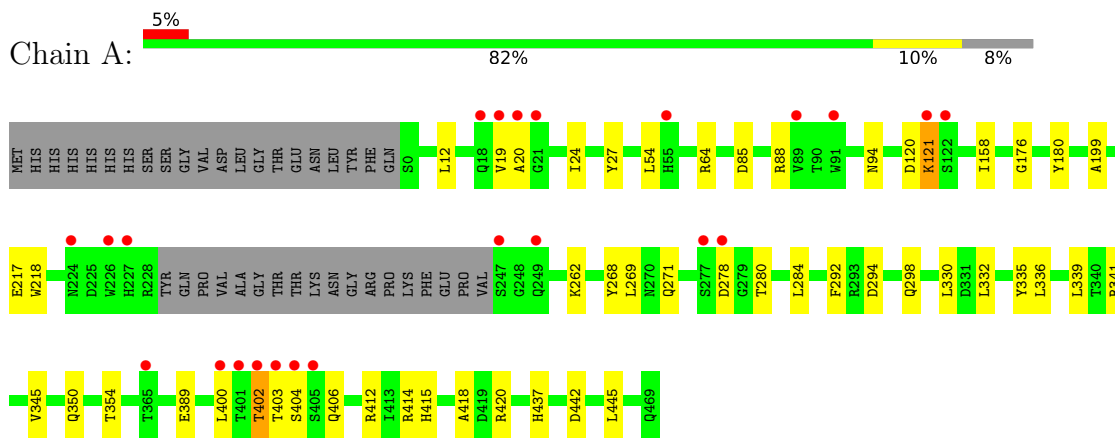 5%
Chain A:
82% 10% 8%
MET HIS HIS HIS HIS HIS HIS SER SER GLY VAL ASP LEU GLY THR GLU ASN LEU TYR PHE GLN S0 L12 Q18 V19 A20 G21 I24 Y27 L54 H55 R64 D85 R88 V89 T90 W91 N94 D120 K121 S122 I158 G176 Y180 A199
E217 W218 N224 D225 W226 H227 R228 TYR GLN PRO VAL ALA GLY THR THR LYS ASN GLY ARG PRO LYS PHE GLU PRO VAL S247 G248 Q249 K262 Y268 L269 N270 Q271 S277 D278 G279 T280 L284 F292 R293 D294 Q298 L330 D331 L332 Y335 L336 L339 T340
V345 Q350 T354 T365 E389 L400 T401 T402 T403 S404 S405 Q406 R412 I413 R414 H415 A418 D419 R420 H437 D442 L445 Q469